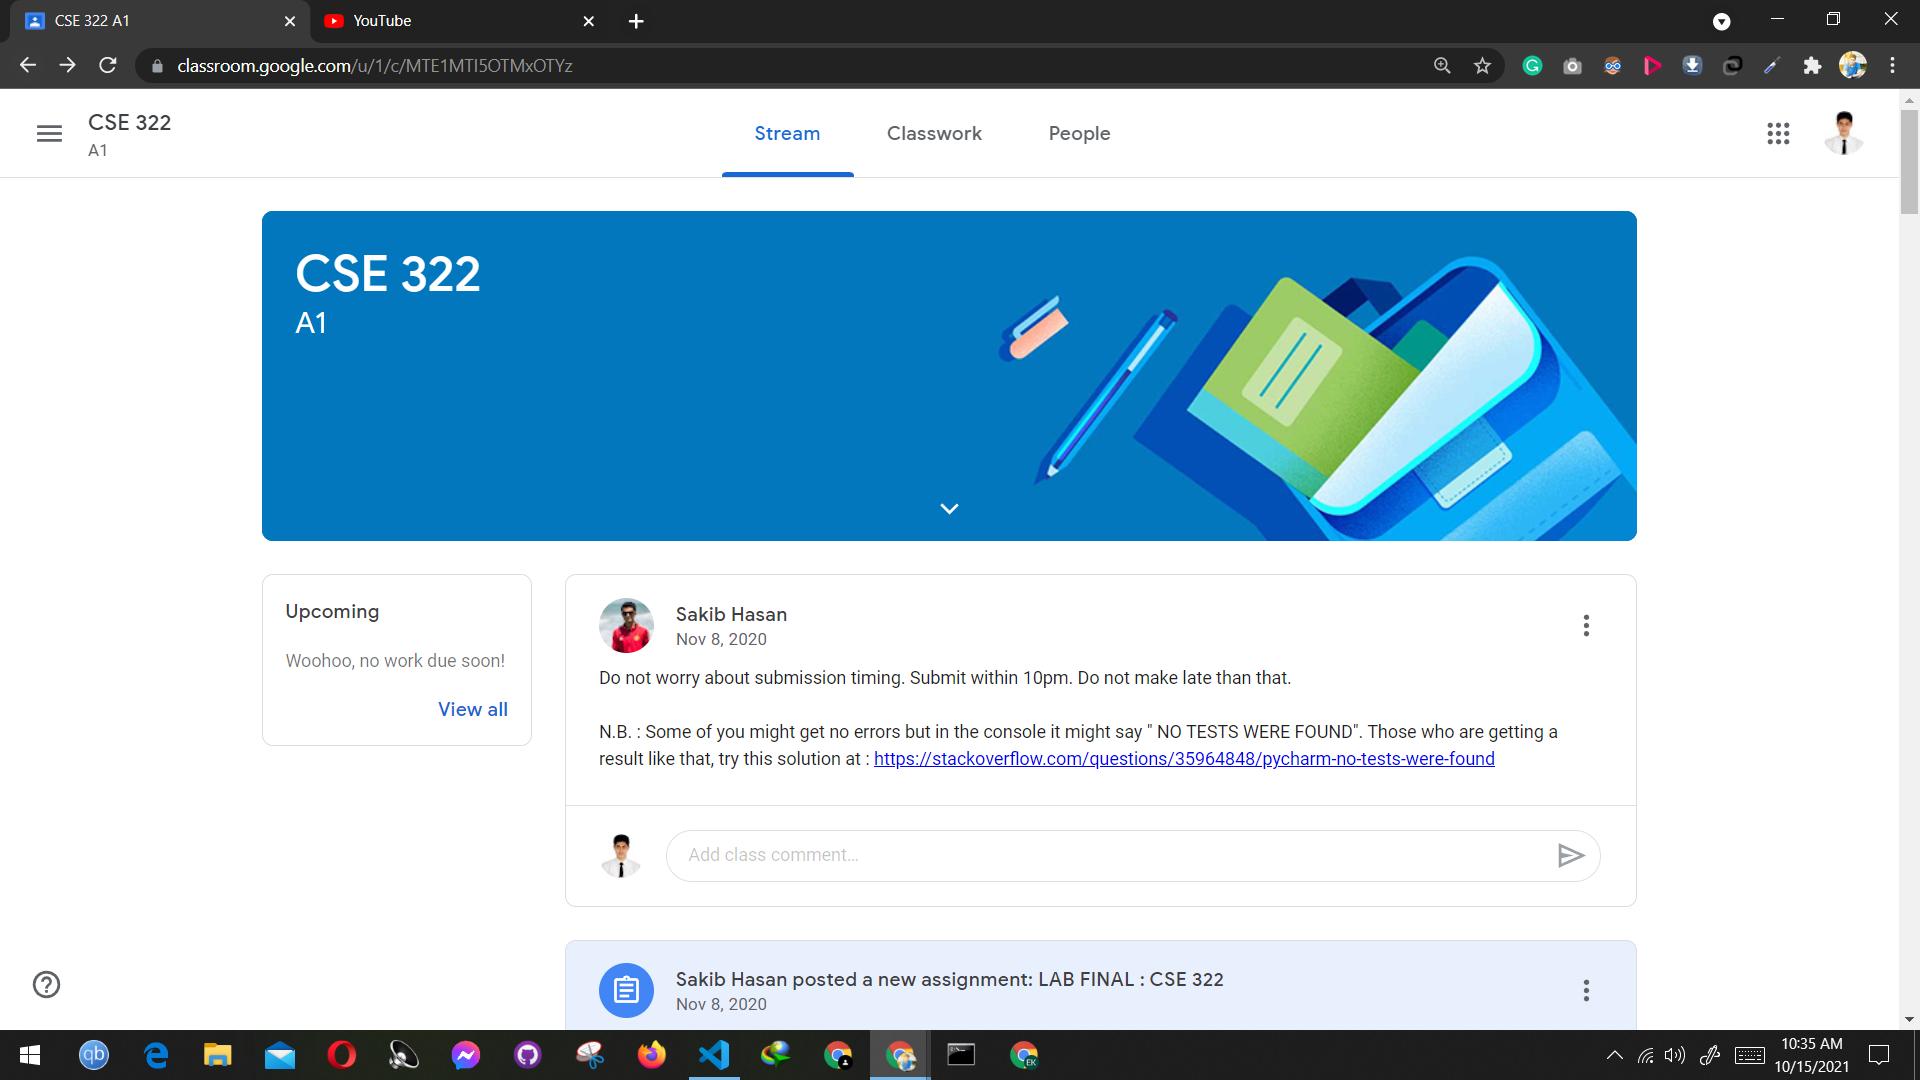 CSE 322 A1
YouTube
classroom.google.com/u/1/c/MTE1MTI5OTMxOTYz
CSE 322
A1
Stream
Classwork
People
CSE 322
A1
Upcoming
Woohoo, no work due soon!
View all
Sakib Hasan
Nov 8, 2020
Do not worry about submission timing. Submit within 10pm. Do not make late than that.
N.B. : Some of you might get no errors but in the console it might say " NO TESTS WERE FOUND". Those who are getting a
result like that, try this solution at : https://stackoverflow.com/questions/35964848/pycharm-no-tests-were-found
Add class comment...
Sakib Hasan posted a new assignment: LAB FINAL : CSE 322
Nov 8, 2020
qb
EK
10:35 AM
10/15/2021